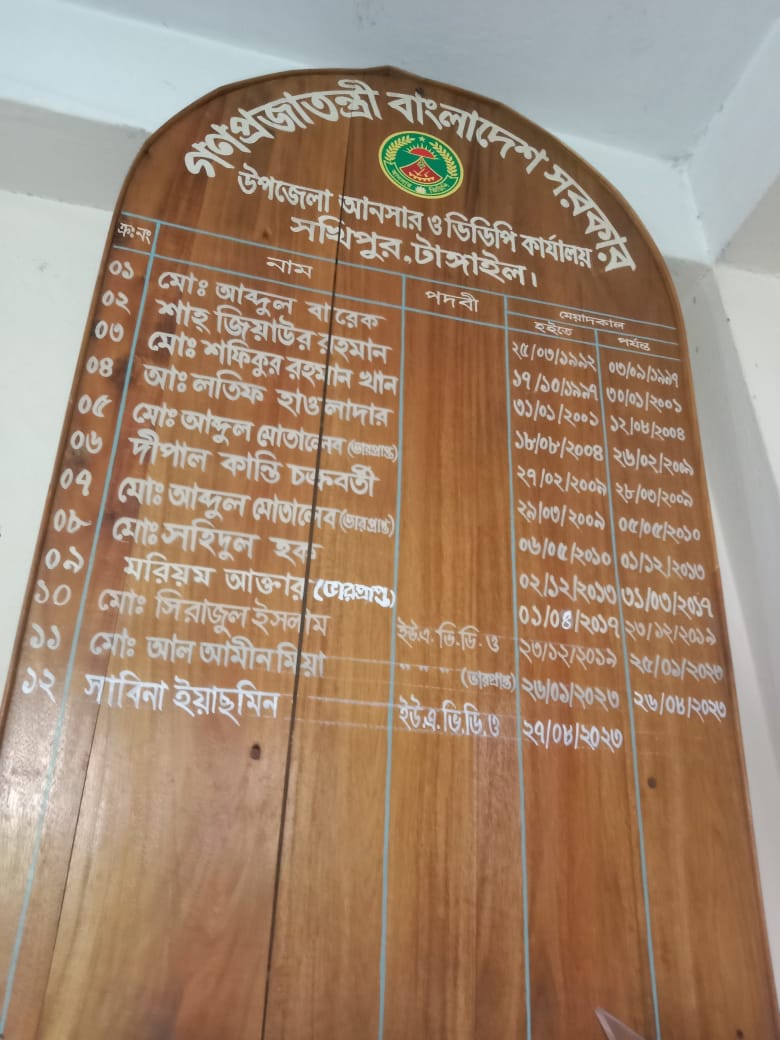 গণপ্রজাতন্ত্রী বাংলাদেশ সরকার
উপজেলা আনসার ও ভিডিপি কার্যালয়
সখিপুর, টাঙ্গাইল।
ক্রঃনং নাম পদবী মেয়াদকাল
হইতে পর্যন্ত
০১ মোঃ আব্দুল বারেক ২৫/০৩/১৯৯২ ০৩/০৯/১৯৯৭
০২ শাহ্ জিয়াউর রহমান ১৭/১০/১৯৯৭ ৩০/০১/২০০১
০৩ মোঃ শফিকুর রহমান খান ৩১/০১/২০০১ ১২/০৪/২০০৪
০৪ আঃ লতিফ হাওলাদার ১৮/০৮/২০০৪ ২৬/০২/২০০৯
০৫ মোঃ আব্দুল মোতালেব (ভারপ্রাপ্ত) ২৭/০২/২০০৯ ২৮/০৩/২০০৯
০৬ দীপাল কান্তি চক্রবর্তী ২৯/০৩/২০০৯ ০৫/০৫/২০১০
০৭ মোঃ আব্দুল মোতালেব (ভারপ্রাপ্ত) ০৬/০৫/২০১০ ০১/১২/২০১৩
০৮ মোঃ সহিদুল হক ০২/১২/২০১৩ ৩১/০৩/২০১৭
০৯ মরিয়ম আক্তার (ভারপ্রাপ্ত) ০১/০৪/২০১৭ ২৩/১২/২০১৯
১০ মোঃ সিরাজুল ইসলাম ইউ.এ.ভি.ডি.ও ২৩/১২/২০১৯ ২৫/০১/২০২৩
১১ মোঃ আল আমীন মিয়া " " " (ভারপ্রাপ্ত) ২৬/০১/২০২৩ ২৬/০৮/২০২৩
১২ সাবিনা ইয়াছমিন ইউ.এ.ভি.ডি.ও ২৭/০৮/২০২৩